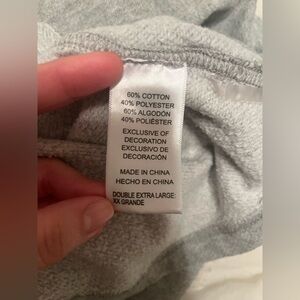 60% COTTON
40% POLYESTER
60% ALGODÓN
40% POLIÉSTER
EXCLUSIVE OF
DECORATION
EXCLUSIVO DE
DECORACIÓN
MADE IN CHINA
HECHO EN CHINA
DOUBLE EXTRA LARGE:
XX GRANDE